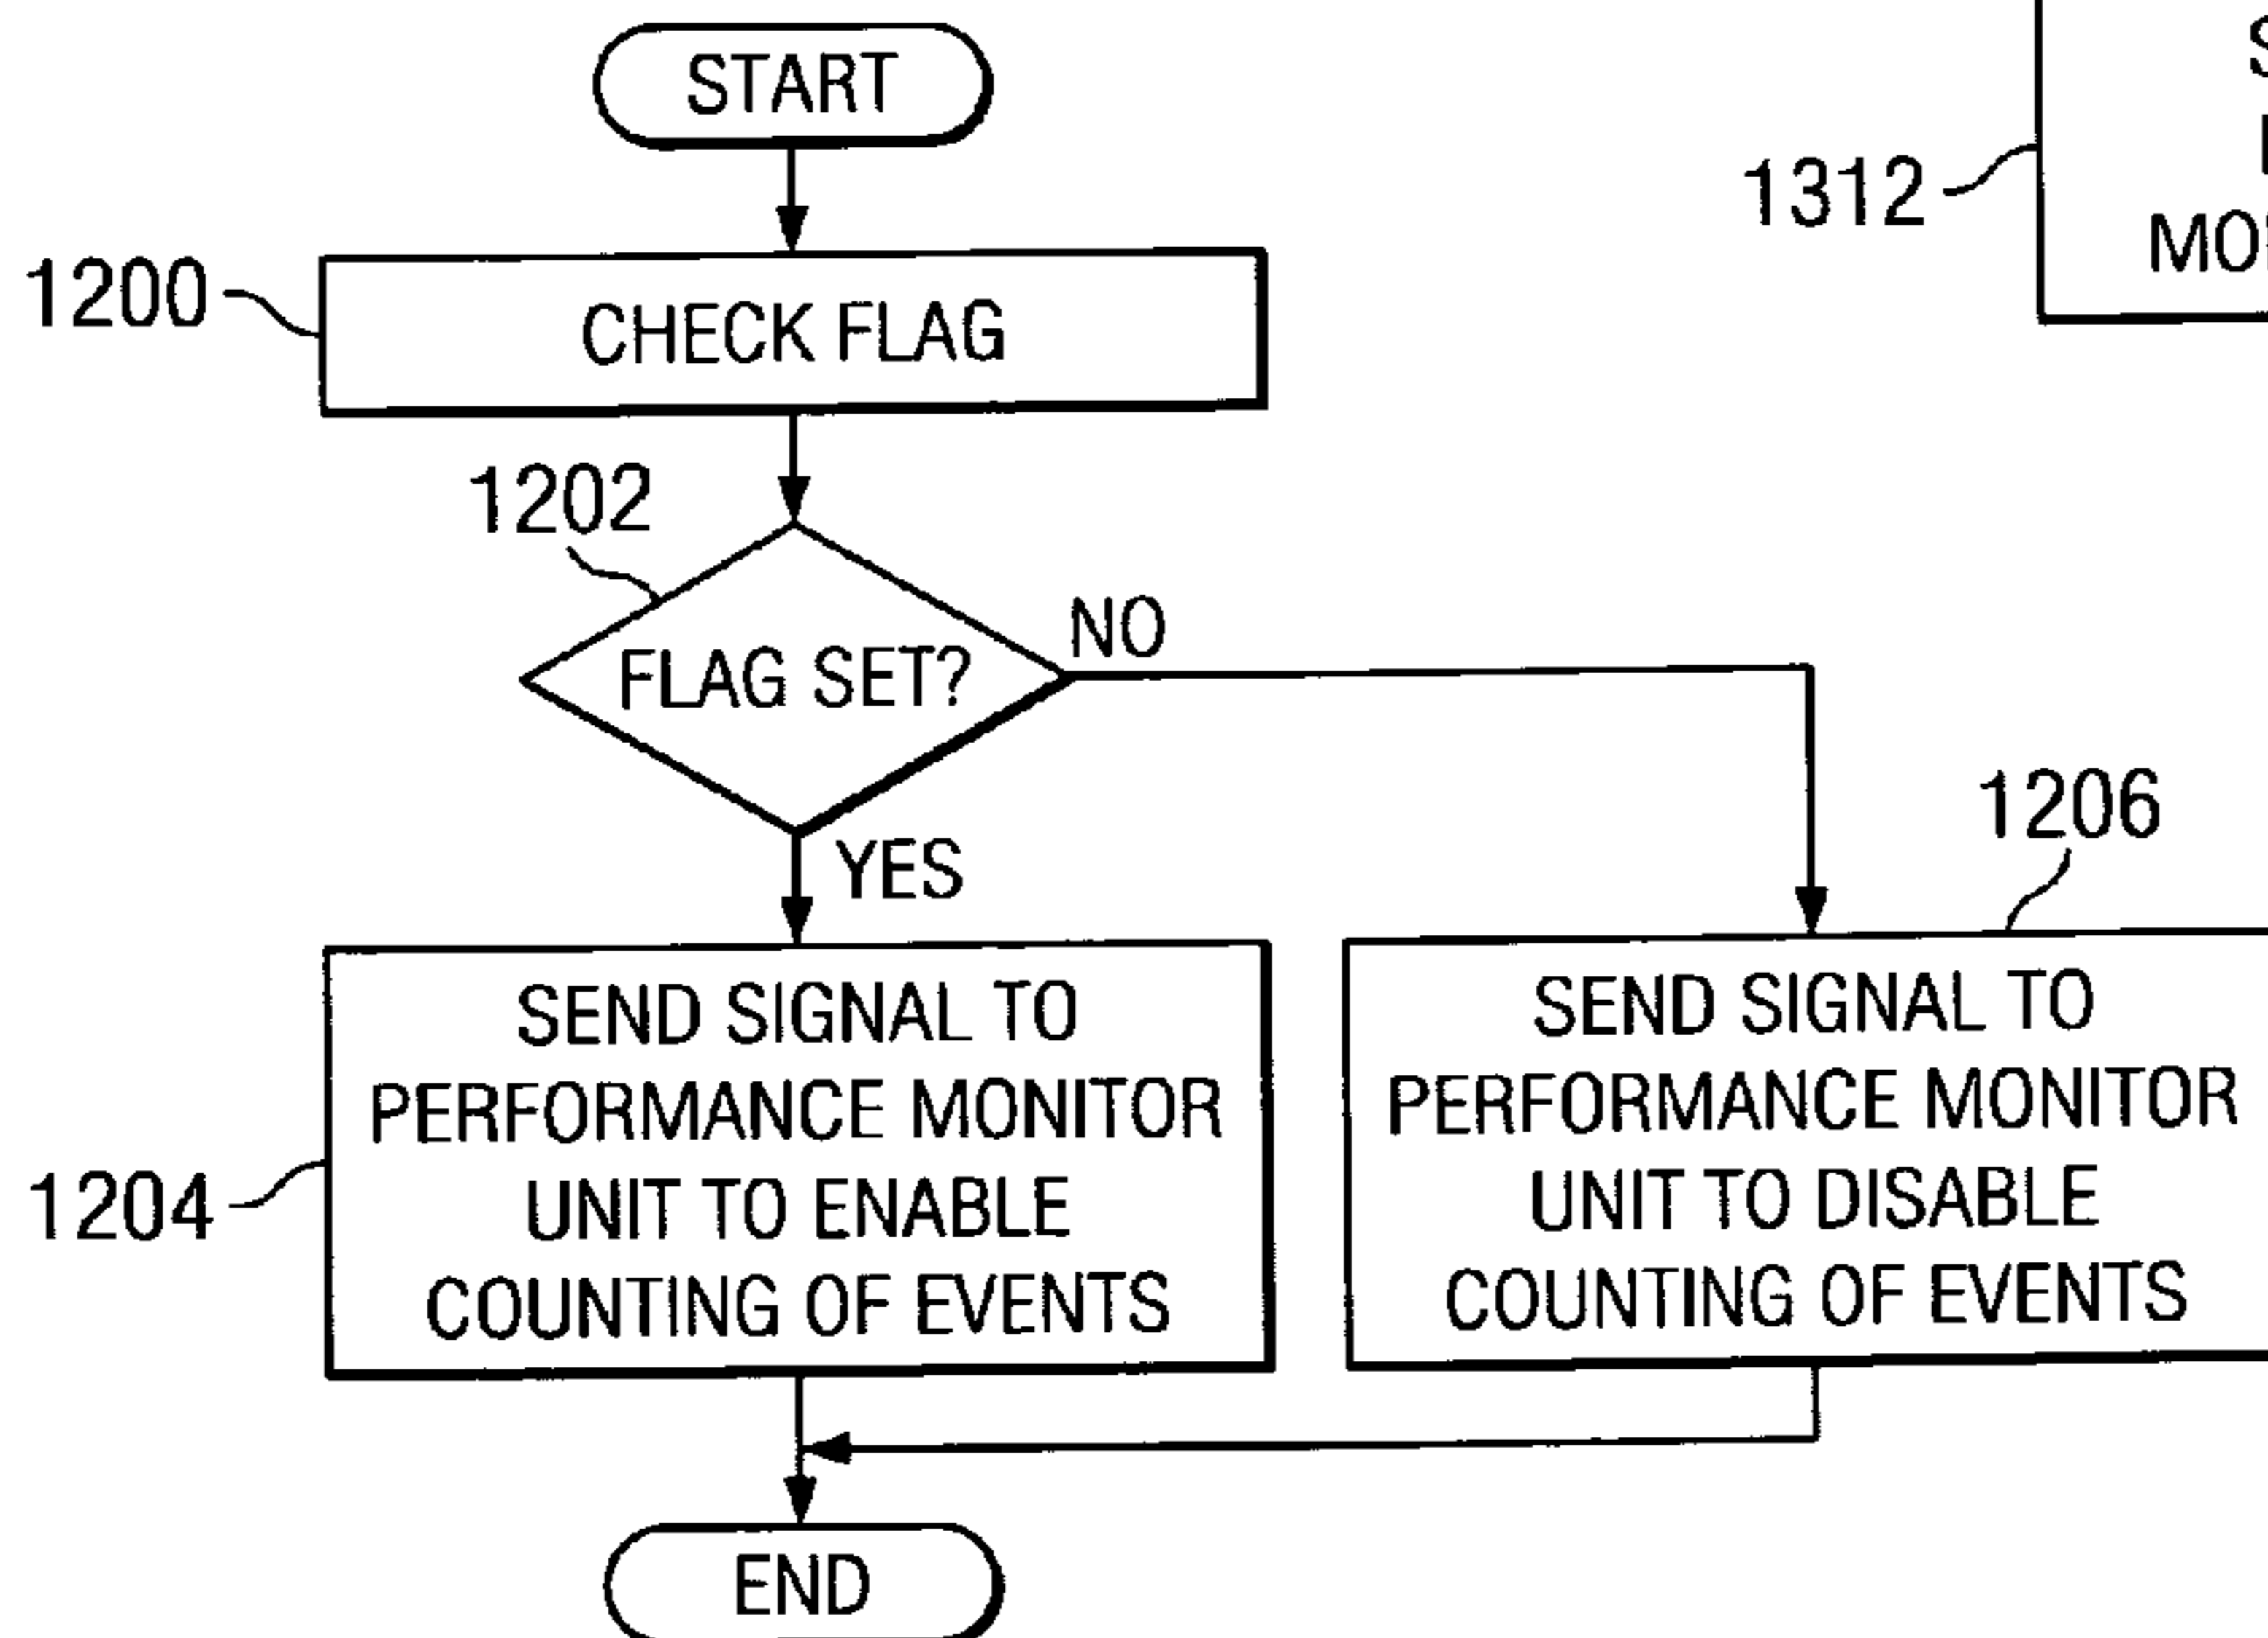 START
1312
1200
CHECK FLAG
1202
FLAG SET?
NO
YES
1206
1204
SEND SIGNAL TO
PERFORMANCE MONITOR
UNIT TO ENABLE
COUNTING OF EVENTS
SEND SIGNAL TO
PERFORMANCE MONITOR
UNIT TO DISABLE
COUNTING OF EVENTS
END